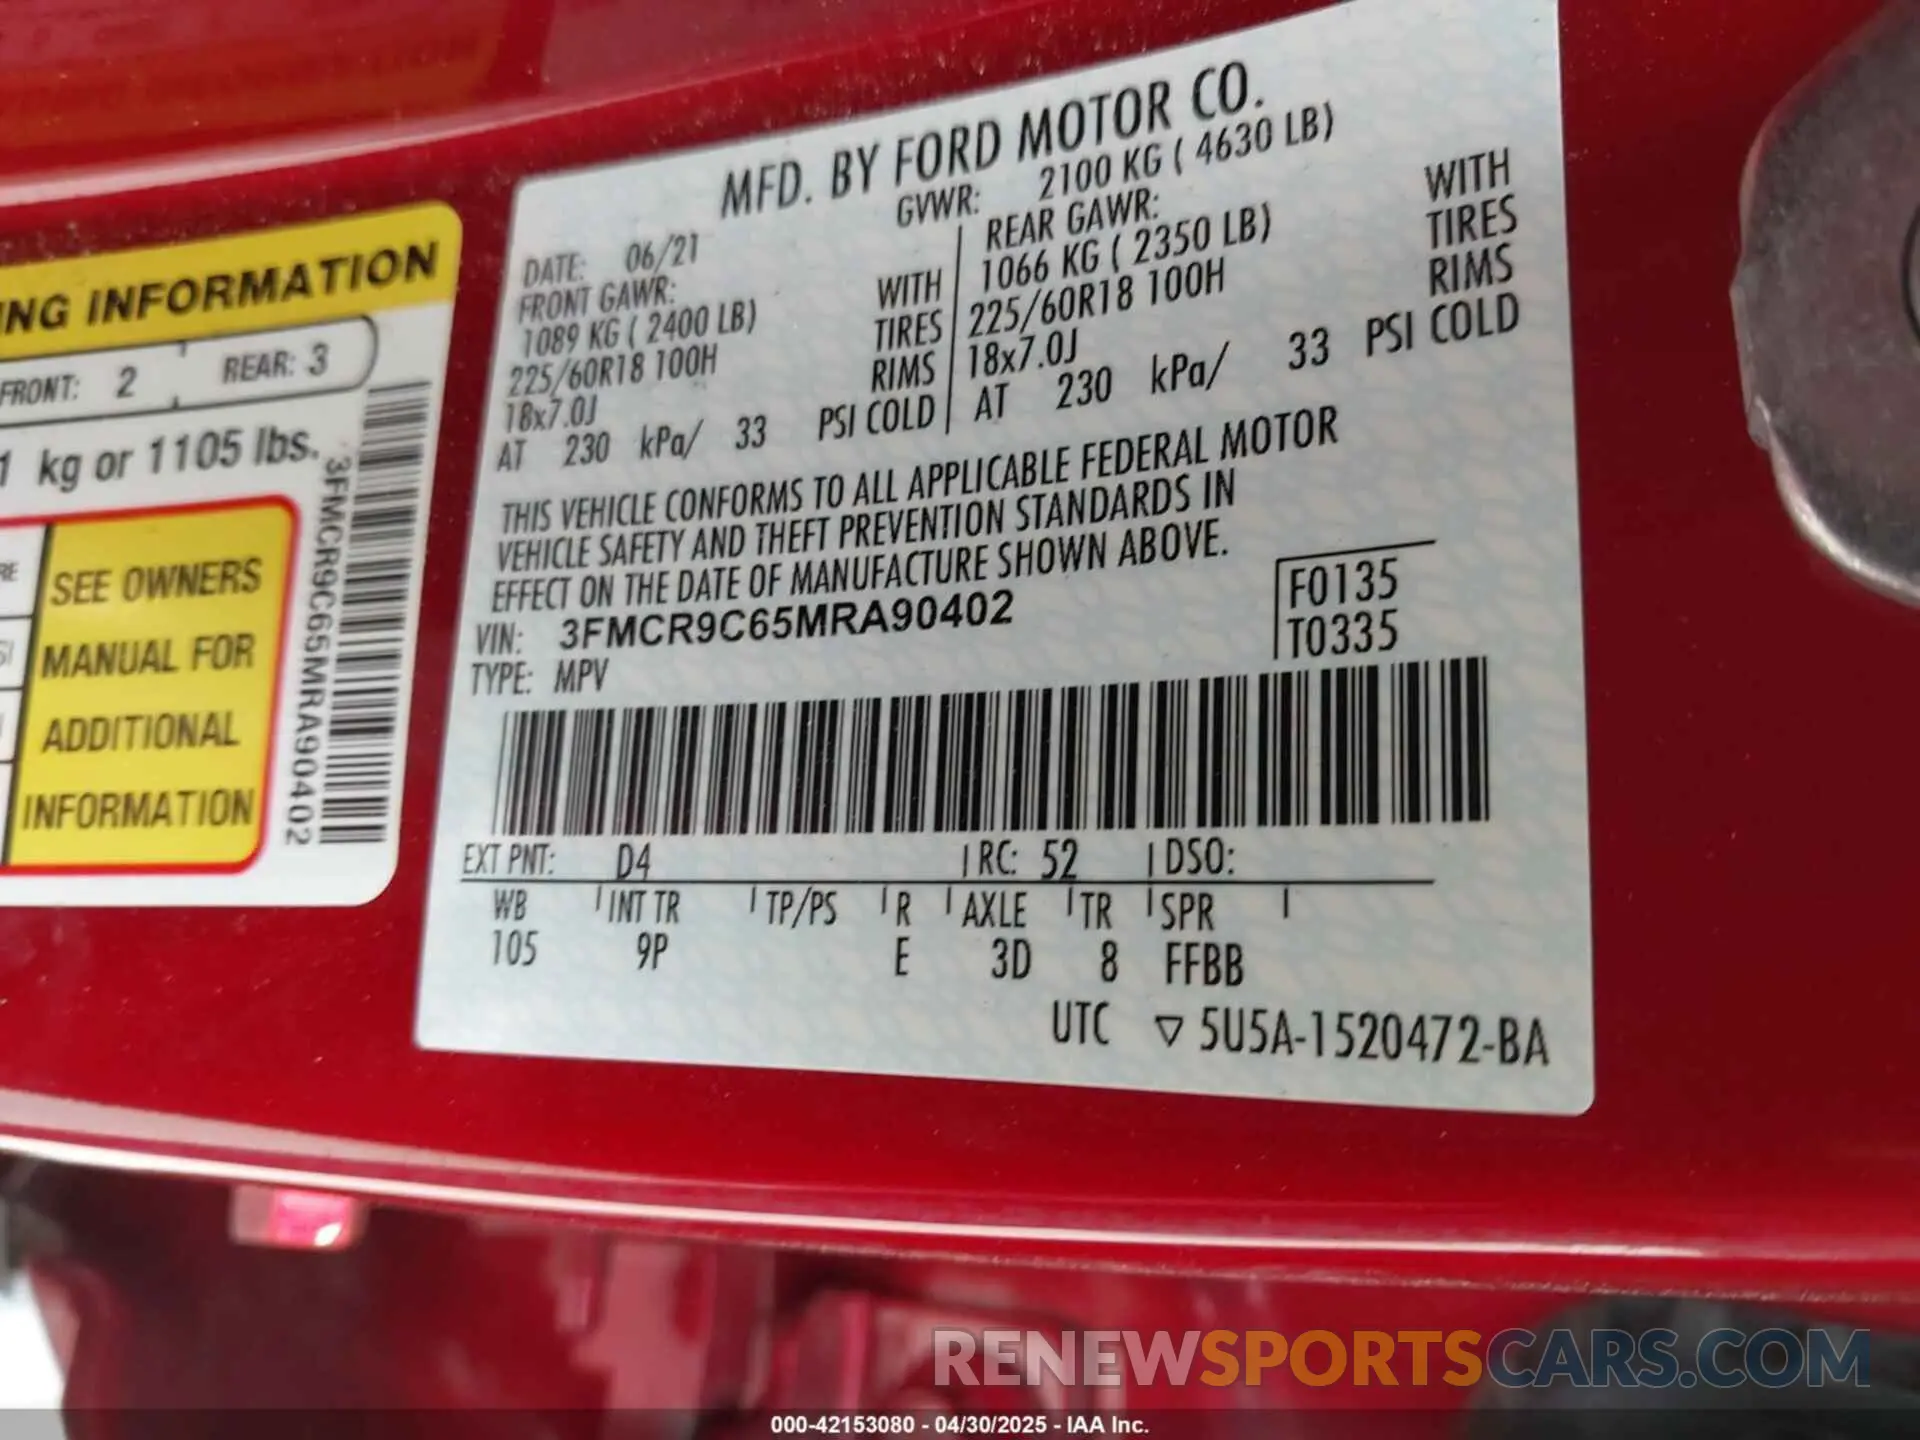 MFD. BY FORD MOTOR CO.
DATE: 06/21
GVWR: 2100 KG ( 4630 LB)
FRONT GAWR:
1089 KG ( 2400 LB) WITH
225/60R18 100H TIRES
18x7.0J RIMS
AT 230 kPa/ 33 PSI COLD
REAR GAWR:
1066 KG ( 2350 LB) WITH
225/60R18 100H TIRES
18x7.0J RIMS
AT 230 kPa/ 33 PSI COLD
THIS VEHICLE CONFORMS TO ALL APPLICABLE FEDERAL MOTOR
VEHICLE SAFETY AND THEFT PREVENTION STANDARDS IN
EFFECT ON THE DATE OF MANUFACTURE SHOWN ABOVE.
VIN: 3FMCR9C65MRA90402
TYPE: MPV
F0135
T0335
EXT PNT: D4 RC: 52 DSO:
WB INT TR TP/PS R AXLE TR SPR
105 9P E 3D 8 FFBB
UTC ▽ 5U5A-1520472-BA
INFORMATION
FRONT: 2 REAR: 3
kg or 1105 lbs.
SEE OWNERS
MANUAL FOR
ADDITIONAL
INFORMATION
3FMCR9C65MRA90402
RENEWSPORTSCARS.COM
000-42153080 - 04/30/2025 - IAA Inc.